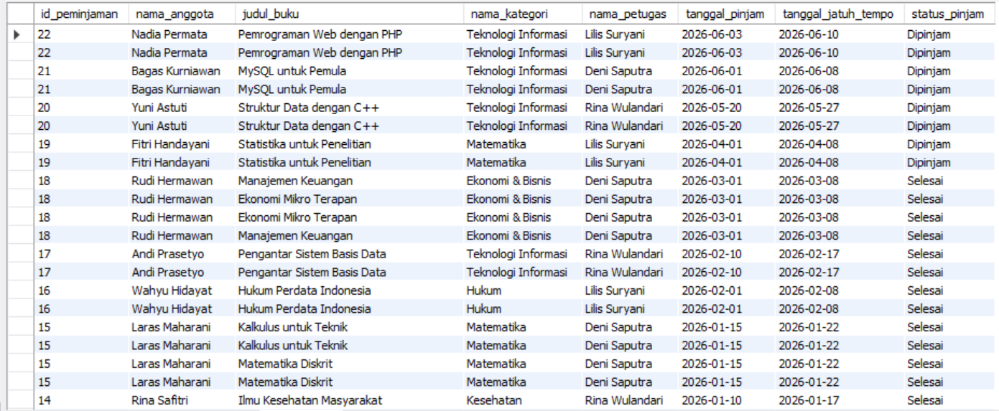 id_peminjaman nama_anggota judul_buku nama_kategori nama_petugas tanggal_pinjam tanggal_jatuh_tempo status_pinjam
22 Nadia Permata Pemrograman Web dengan PHP Teknologi Informasi Lilis Suryani 2026-06-03 2026-06-10 Dipinjam
22 Nadia Permata Pemrograman Web dengan PHP Teknologi Informasi Lilis Suryani 2026-06-03 2026-06-10 Dipinjam
21 Bagas Kurniawan MySQL untuk Pemula Teknologi Informasi Deni Saputra 2026-06-01 2026-06-08 Dipinjam
21 Bagas Kurniawan MySQL untuk Pemula Teknologi Informasi Deni Saputra 2026-06-01 2026-06-08 Dipinjam
20 Yuni Astuti Struktur Data dengan C++ Teknologi Informasi Rina Wulandari 2026-05-20 2026-05-27 Dipinjam
20 Yuni Astuti Struktur Data dengan C++ Teknologi Informasi Rina Wulandari 2026-05-20 2026-05-27 Dipinjam
19 Fitri Handayani Statistika untuk Penelitian Matematika Lilis Suryani 2026-04-01 2026-04-08 Dipinjam
19 Fitri Handayani Statistika untuk Penelitian Matematika Lilis Suryani 2026-04-01 2026-04-08 Dipinjam
18 Rudi Hermawan Manajemen Keuangan Ekonomi & Bisnis Deni Saputra 2026-03-01 2026-03-08 Selesai
18 Rudi Hermawan Ekonomi Mikro Terapan Ekonomi & Bisnis Deni Saputra 2026-03-01 2026-03-08 Selesai
18 Rudi Hermawan Ekonomi Mikro Terapan Ekonomi & Bisnis Deni Saputra 2026-03-01 2026-03-08 Selesai
18 Rudi Hermawan Manajemen Keuangan Ekonomi & Bisnis Deni Saputra 2026-03-01 2026-03-08 Selesai
17 Andi Prasetyo Pengantar Sistem Basis Data Teknologi Informasi Rina Wulandari 2026-02-10 2026-02-17 Selesai
17 Andi Prasetyo Pengantar Sistem Basis Data Teknologi Informasi Rina Wulandari 2026-02-10 2026-02-17 Selesai
16 Wahyu Hidayat Hukum Perdata Indonesia Hukum Lilis Suryani 2026-02-01 2026-02-08 Selesai
16 Wahyu Hidayat Hukum Perdata Indonesia Hukum Lilis Suryani 2026-02-01 2026-02-08 Selesai
15 Laras Maharani Kalkulus untuk Teknik Matematika Deni Saputra 2026-01-15 2026-01-22 Selesai
15 Laras Maharani Kalkulus untuk Teknik Matematika Deni Saputra 2026-01-15 2026-01-22 Selesai
15 Laras Maharani Matematika Diskrit Matematika Deni Saputra 2026-01-15 2026-01-22 Selesai
15 Laras Maharani Matematika Diskrit Matematika Deni Saputra 2026-01-15 2026-01-22 Selesai
14 Rina Safitri Ilmu Kesehatan Masyarakat Kesehatan Rina Wulandari 2026-01-10 2026-01-17 Selesai